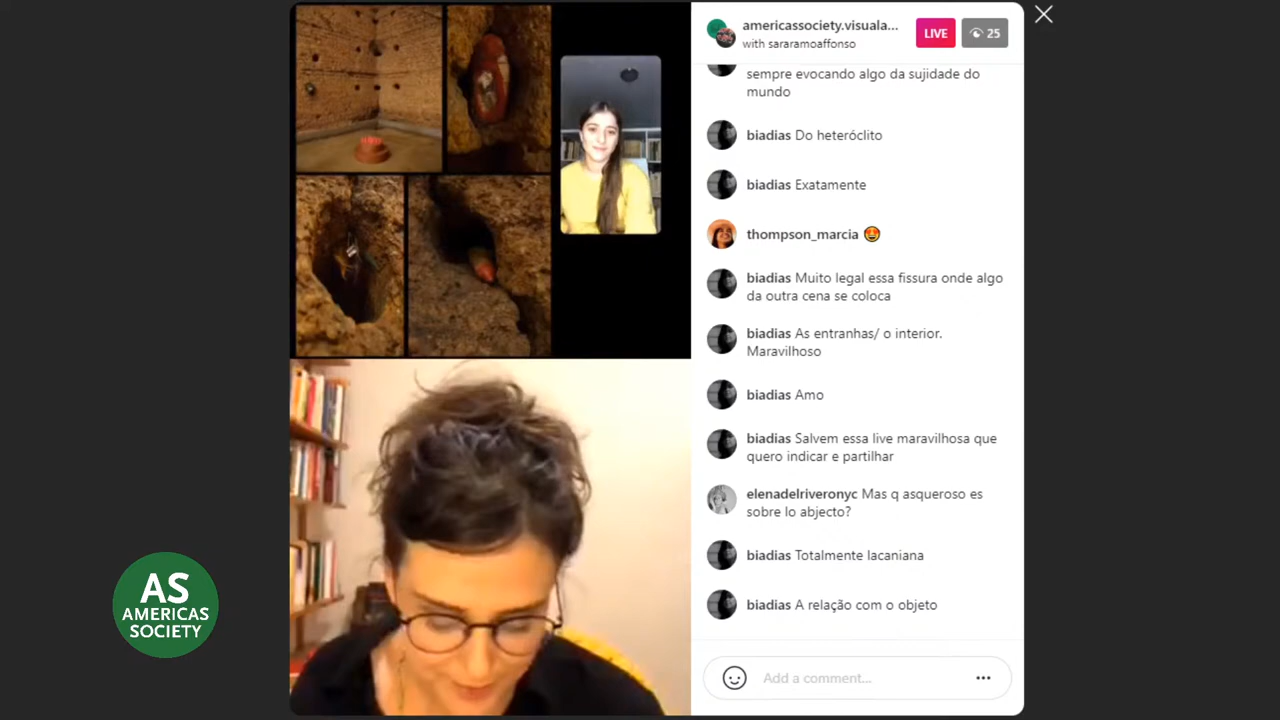 americassociety.visuala...
with sararamoaffonso
LIVE
25
sempre evocando algo da sujidade do
mundo
biadias Do heteróclito
biadias Exatamente
thompson_marcia 🤩
biadias Muito legal essa fissura onde algo
da outra cena se coloca
biadias As entranhas/ o interior.
Maravilhoso
biadias Amo
biadias Salvem essa live maravilhosa que
quero indicar e partilhar
elenadelriveronyc Mas q asqueroso es
sobre lo abjecto?
biadias Totalmente lacaniana
biadias A relação com o objeto
Add a comment...
AS
AMERICAS
SOCIETY